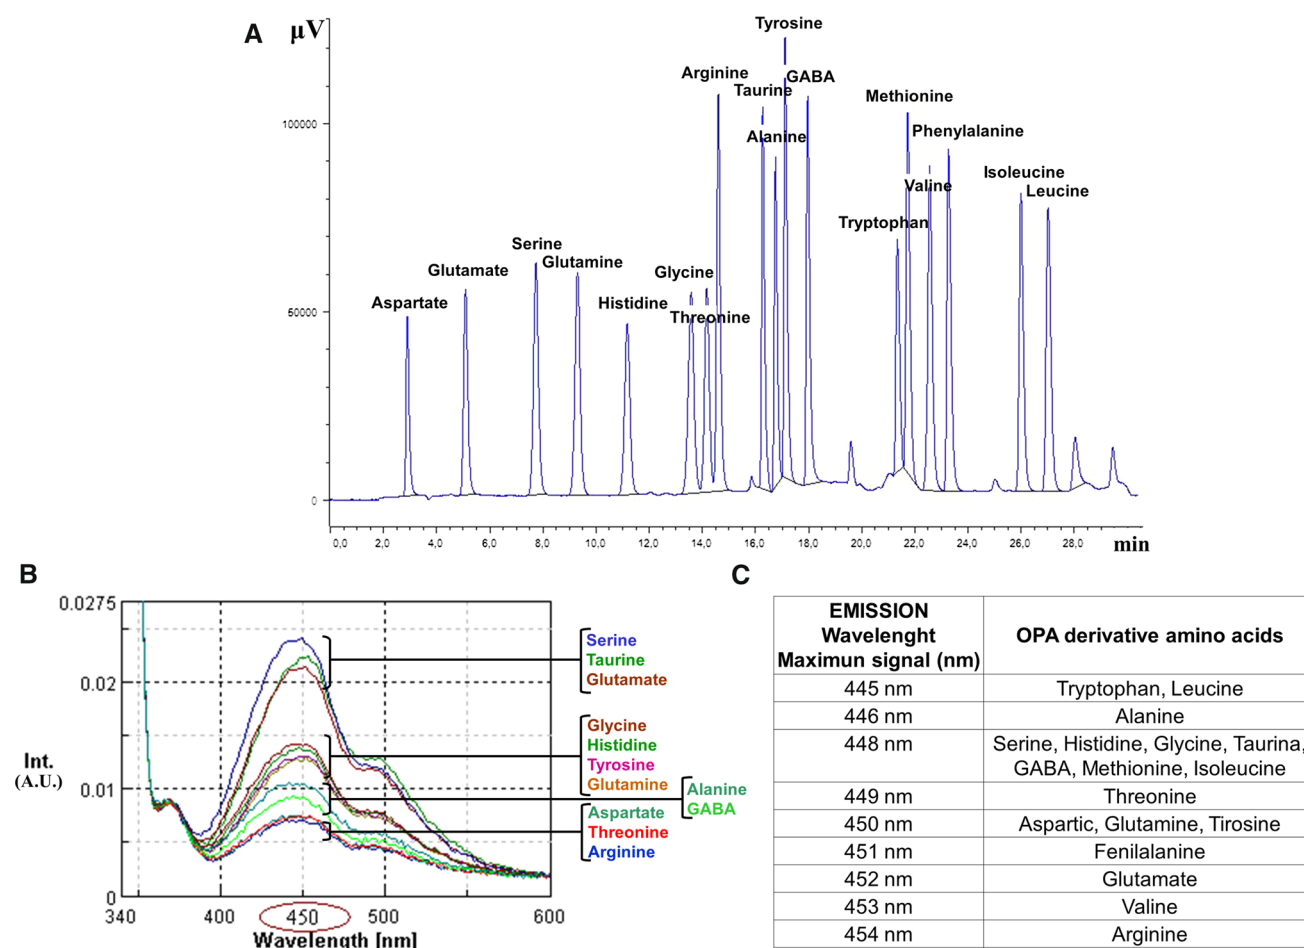 A
µV
Tyrosine
Arginine
GABA
Taurine
Methionine
100000
Phenylalanine
Alanine
Isoleucine
Valine
Leucine
Tryptophan
Serine
Glutamine
Glutamate
Glycine
Aspartate
Histidine
50000
Threonine
0
0,0 2,0 4,0 6,0 8,0 10,0 12,0 14,0 16,0 18,0 20,0 22,0 24,0 26,0 28,0 min
B
0.0275
0.02
Int.
(A.U.)
0.01
0
340 400 450 500 600
Wavelength [nm]
Serine
Taurine
Glutamate
Glycine
Histidine
Tyrosine
Glutamine
Alanine
GABA
Aspartate
Threonine
Arginine
C
EMISSION
Wavelenght
Maximun signal (nm)
OPA derivative amino acids
445 nm Tryptophan, Leucine
446 nm Alanine
448 nm Serine, Histidine, Glycine, Taurina,
GABA, Methionine, Isoleucine
449 nm Threonine
450 nm Aspartic, Glutamine, Tirosine
451 nm Fenilalanine
452 nm Glutamate
453 nm Valine
454 nm Arginine